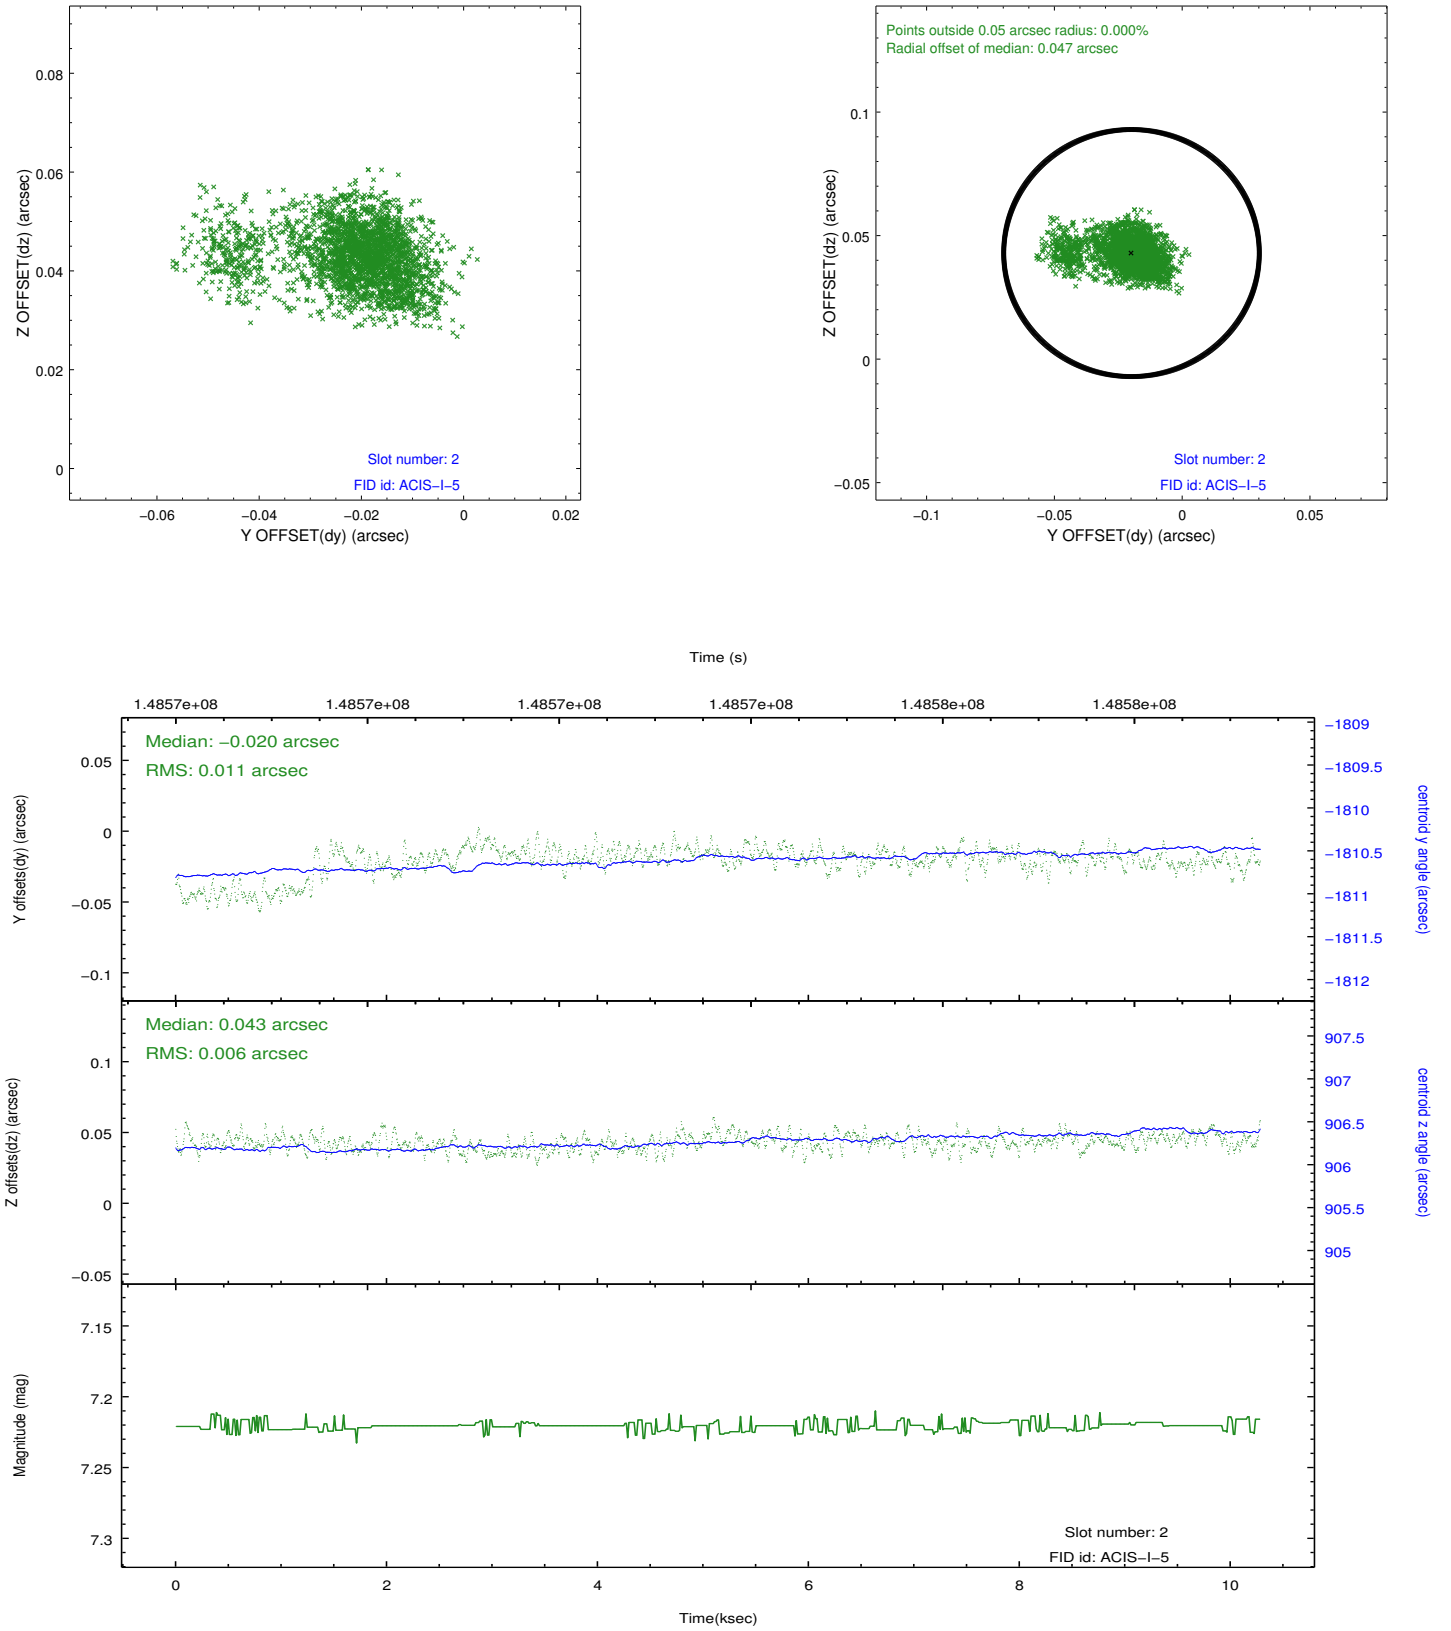 0.08
0.06
0.04
0.02
0
Z OFFSET(dz) (arcsec)
Slot number: 2
FID id: ACIS−I−5
−0.06
−0.04
−0.02
0
0.02
Y OFFSET(dy) (arcsec)
Points outside 0.05 arcsec radius: 0.000%
Radial offset of median: 0.047 arcsec
0.1
0.05
0
−0.05
Z OFFSET(dz) (arcsec)
Slot number: 2
FID id: ACIS−I−5
−0.1
−0.05
0
0.05
Y OFFSET(dy) (arcsec)
Time (s)
1.4857e+08
1.4857e+08
1.4857e+08
1.4857e+08
1.4858e+08
1.4858e+08
Median: −0.020 arcsec
RMS: 0.011 arcsec
0.05
0
−0.05
−0.1
Y offsets(dy) (arcsec)
−1809
−1809.5
−1810
−1810.5
−1811
−1811.5
−1812
centroid y angle (arcsec)
Median: 0.043 arcsec
RMS: 0.006 arcsec
0.1
0.05
0
−0.05
Z offsets(dz) (arcsec)
907.5
907
906.5
906
905.5
905
centroid z angle (arcsec)
7.15
7.2
7.25
7.3
Magnitude (mag)
Slot number: 2
FID id: ACIS−I−5
0
2
4
6
8
10
Time(ksec)